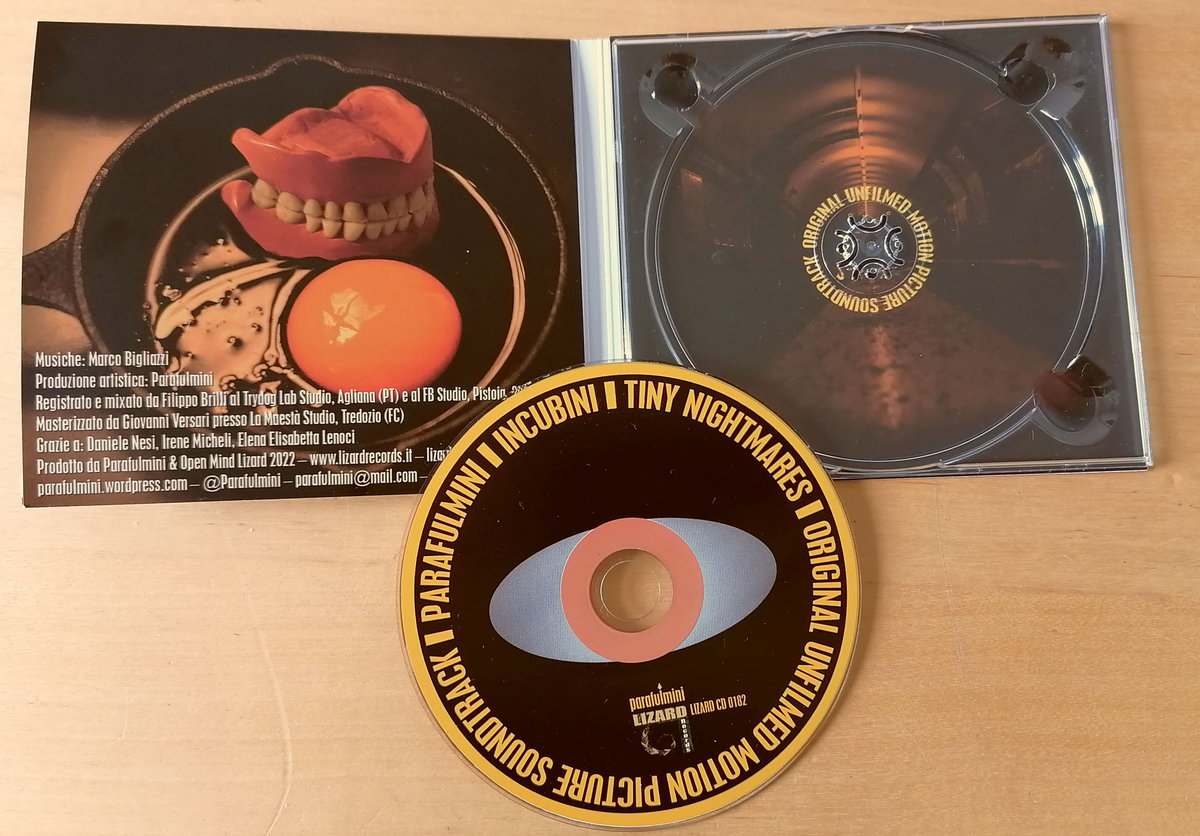 Musiche: Marco Bigliazzi
Produzione artistica: Parafulmini
Registrato e mixato da Filippo Brilli al Trydog Lab Studio, Agliana (PT) e al FB Studio, Pistoia,
Masterizzato da Giovanni Versari presso La Maestà Studio, Tredozio (FC)
Grazie a: Daniele Nesi, Irene Micheli, Elena Elisabetta Lenoci
Prodotto da Parafulmini & Open Mind Lizard 2022 – www.lizardrecords.it –
parafulmini.wordpress.com – @Parafulmini – parafulmini@mail.com –
ORIGINAL UNFILMED MOTION PICTURE SOUNDTRACK
PARAFULMINI ❚ INCUBINI ❚ TINY NIGHTMARES ❚ ORIGINAL UNFILMED MOTION PICTURE SOUNDTRACK ❚
parafulmini
LIZARD
Records
LIZARD CD 0182